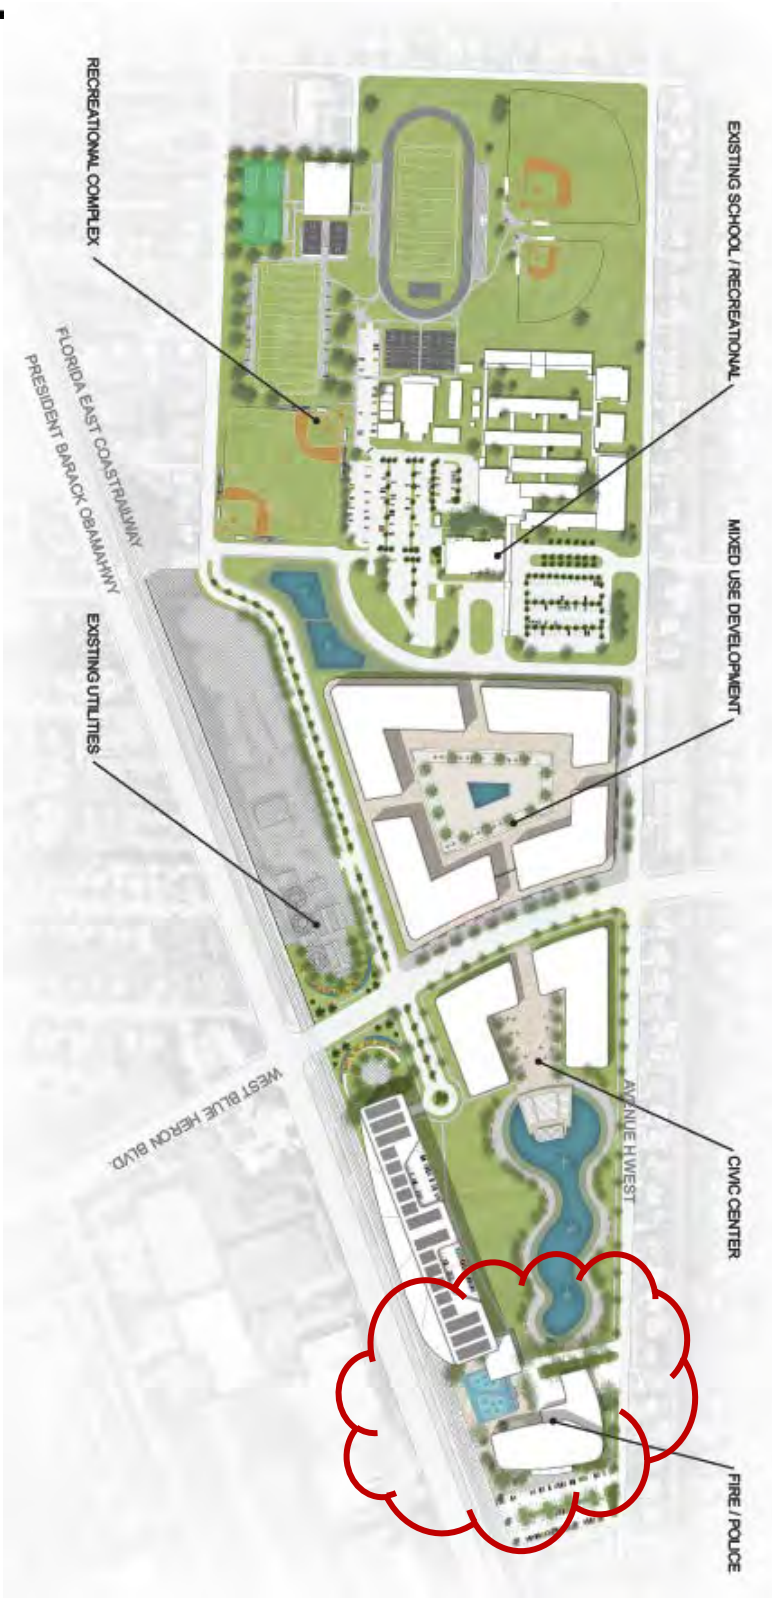 RECREATIONAL COMPLEX
EXISTING SCHOOL / RECREATIONAL
FLORIDA EAST COASTRAILWAY
PRESIDENT BARACK OBAMAHWY
MIXED USE DEVELOPMENT
EXISTING UTILITIES
WEST BLUE HERON BLVD.
AVENUE H WEST
CIVIC CENTER
FIRE / POLICE